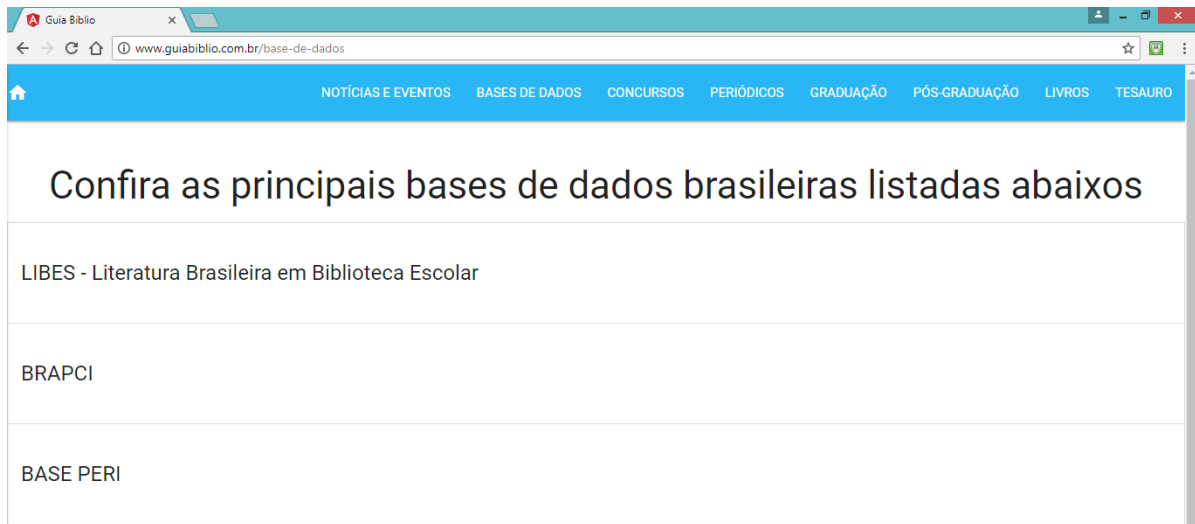 Guia Biblio
www.guiabiblio.com.br/base-de-dados
NOTÍCIAS E EVENTOS BASES DE DADOS CONCURSOS PERIÓDICOS GRADUAÇÃO PÓS-GRADUAÇÃO LIVROS TESAURO
Confira as principais bases de dados brasileiras listadas abaixos
LIBES - Literatura Brasileira em Biblioteca Escolar
BRAPCI
BASE PERI